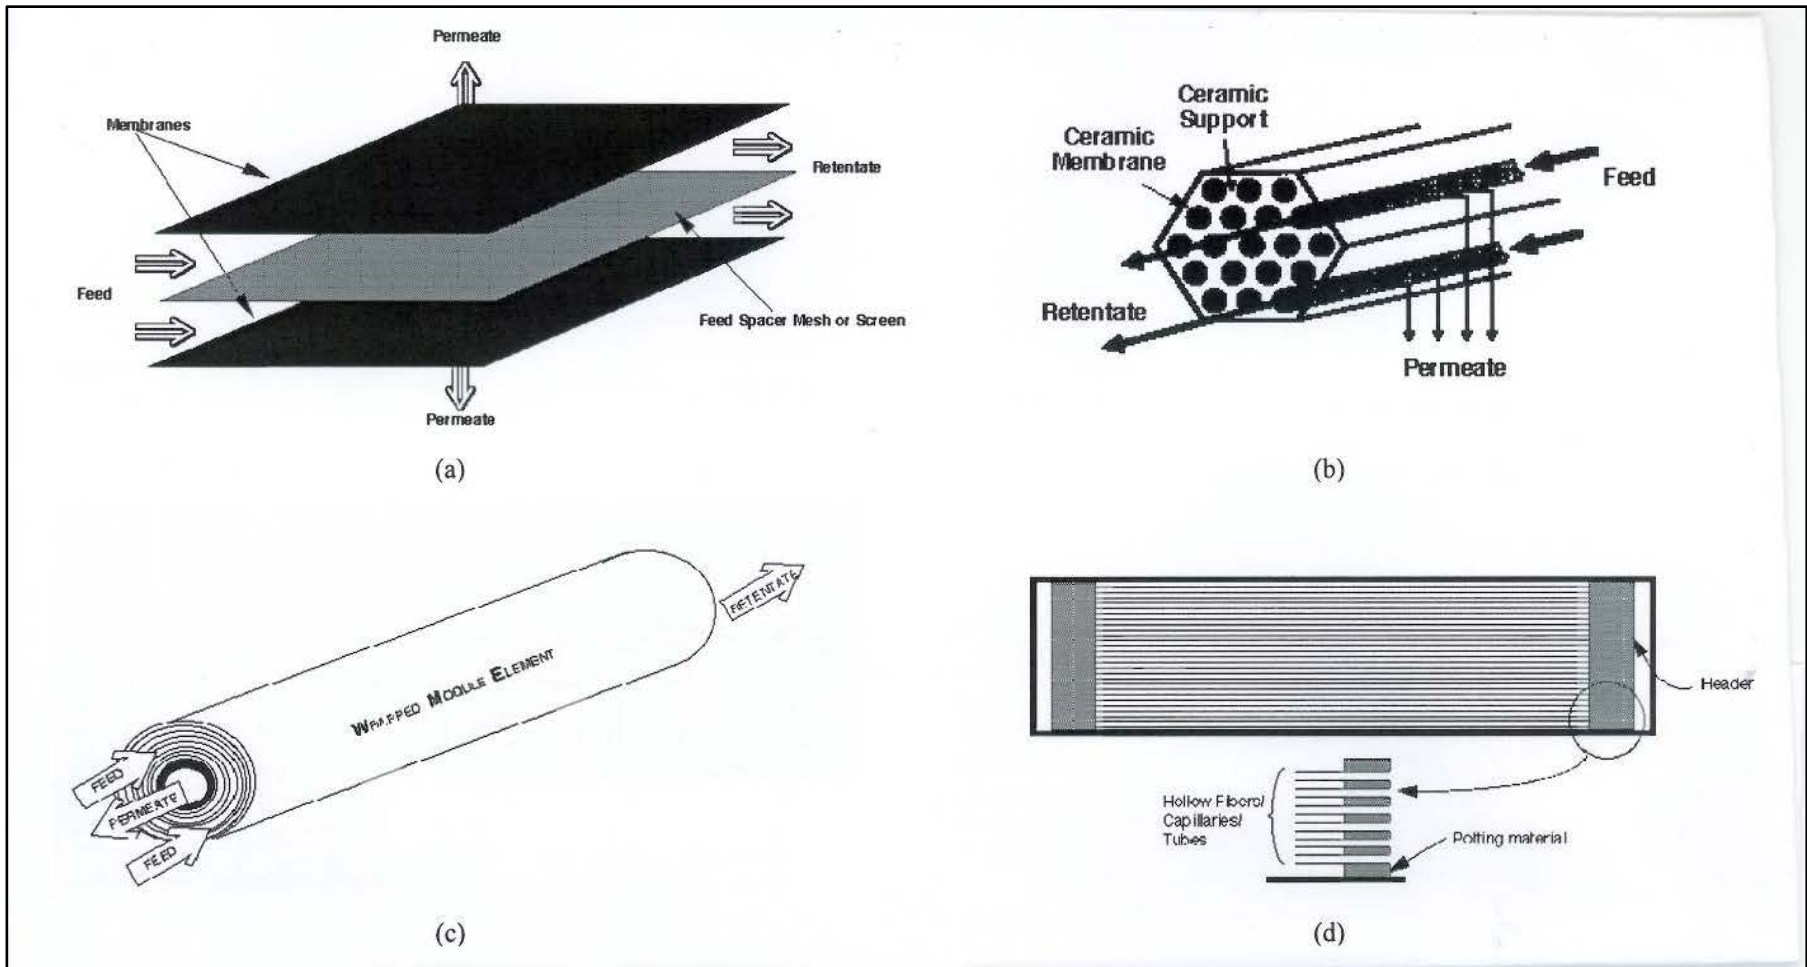 Permeate
Membranes
Retentate
Feed
Feed Spacer Mesh or Screen
Permeate
(a)
Ceramic
Support
Ceramic
Membrane
Feed
Retentate
Permeate
(b)
RETENTATE
WRAPPED MODULE ELEMENT
FEED
PERMEATE
FEED
(c)
Header
Hollow Fibers/
Capillaries/
Tubes
Potting material
(d)